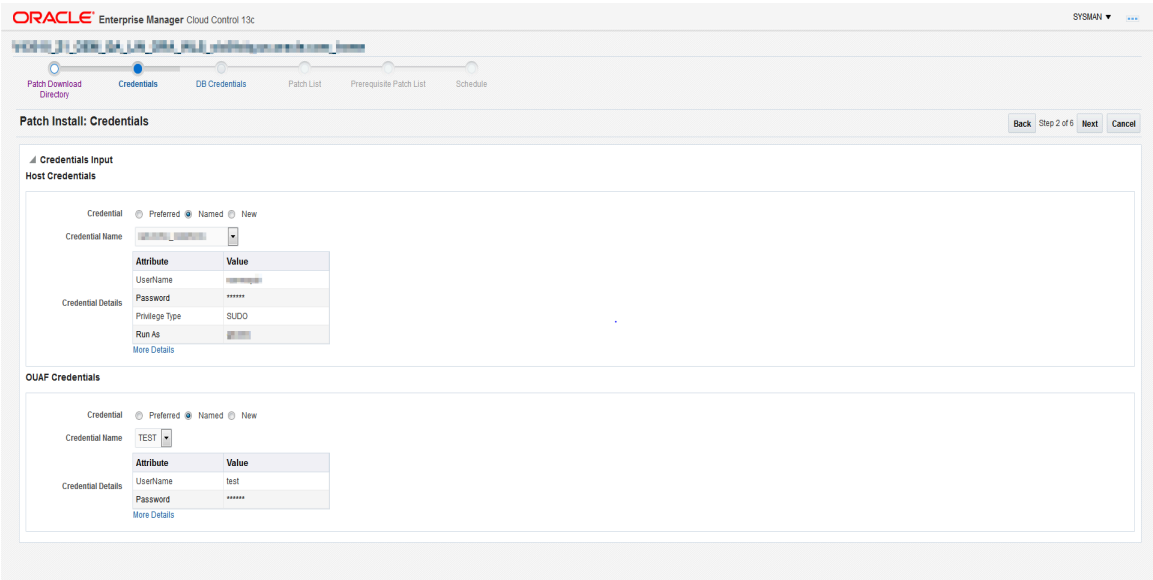 ORACLE® Enterprise Manager Cloud Control 13c
SYSMAN
Patch Download Directory
Credentials
DB Credentials
Patch List
Prerequisite Patch List
Schedule
Patch Install: Credentials
Back Step 2 of 6 Next Cancel
Credentials Input
Host Credentials
Credential Preferred Named New
Credential Name
Attribute Value
UserName
Credential Details
Password ******
Privilege Type SUDO
Run As
More Details
OUAF Credentials
Credential Preferred Named New
Credential Name TEST
Attribute Value
UserName test
Credential Details
Password ******
More Details